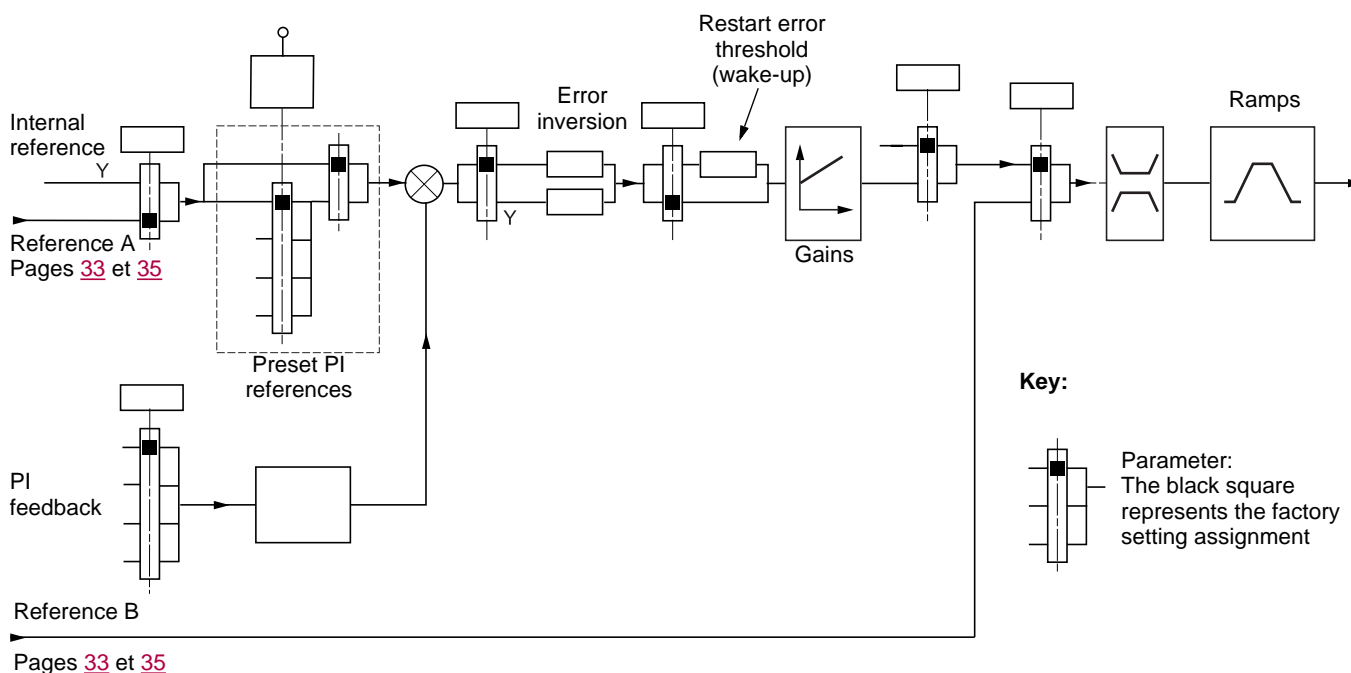 Restart error
threshold
(wake-up)
Error
inversion
Ramps
Internal
reference
Y
Y
Reference A
Pages 33 et 35
Gains
Preset PI
references
Key:
PI
feedback
Parameter:
The black square
represents the factory
setting assignment
Reference B
Pages 33 et 35